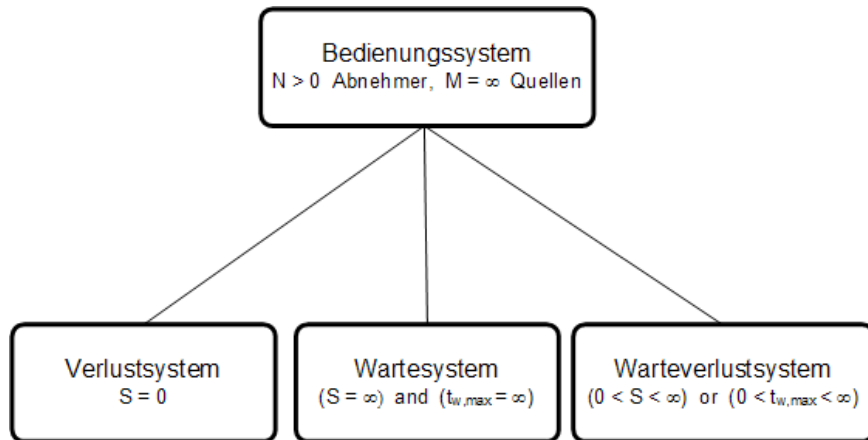 Bedienungssystem
N > 0 Abnehmer, M = ∞ Quellen
Verlustsystem
S = 0
Wartesystem
(S = ∞) and (tw,max = ∞)
Warteverlustsystem
(0 < S < ∞) or (0 < tw,max < ∞)